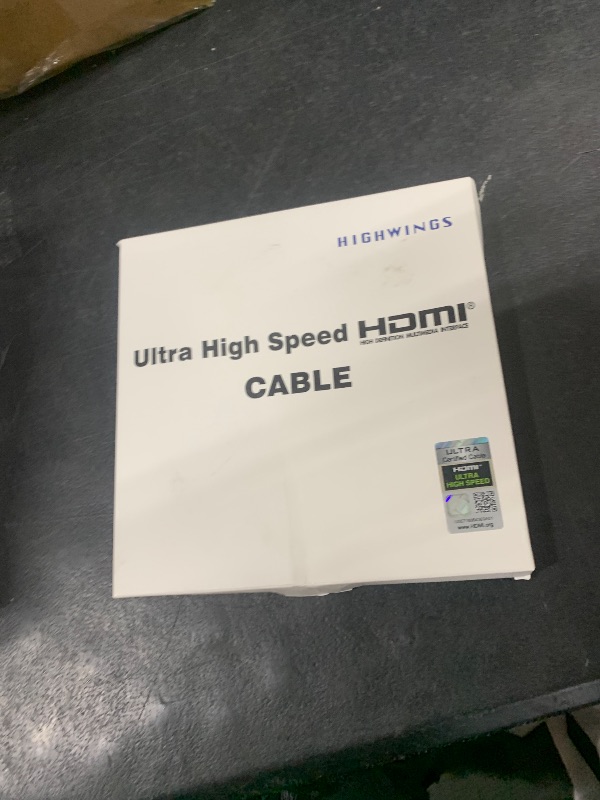 HIGHWINGS
Ultra High Speed HDMI®
HIGH DEFINITION MULTIMEDIA INTERFACE
CABLE
ULTRA
Certified Cable
HDMI™
ULTRA
HIGH SPEED
www.HDMI.org